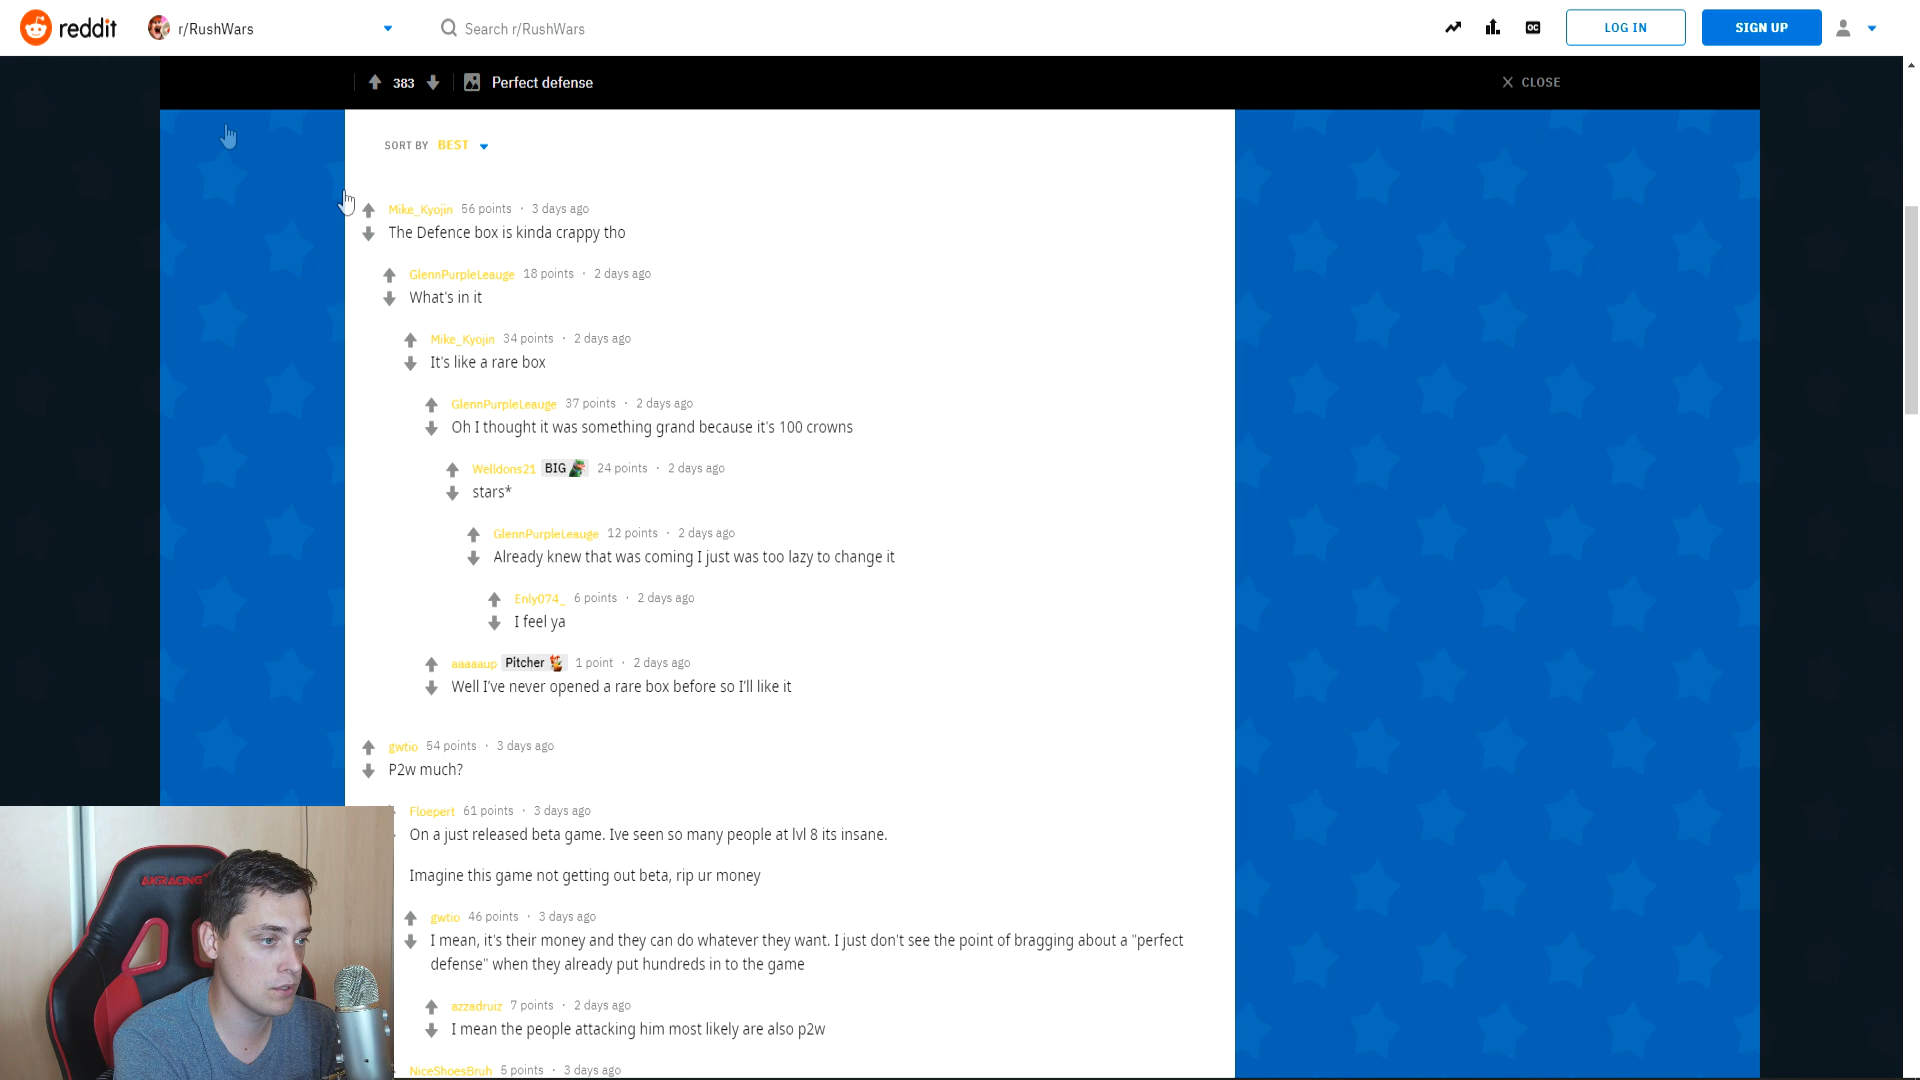 reddit
r/RushWars
Search r/RushWars
LOG IN
SIGN UP
383
Perfect defense
CLOSE
SORT BY BEST
Mike_Kyojin 56 points · 3 days ago
The Defence box is kinda crappy tho
GlennPurpleLeauge 18 points · 2 days ago
What's in it
Mike_Kyojin 34 points · 2 days ago
It's like a rare box
GlennPurpleLeauge 37 points · 2 days ago
Oh I thought it was something grand because it's 100 crowns
Welldons21 BIG 24 points · 2 days ago
stars*
GlennPurpleLeauge 12 points · 2 days ago
Already knew that was coming I just was too lazy to change it
Enly074_ 6 points · 2 days ago
I feel ya
aaaaaup Pitcher 1 point · 2 days ago
Well I've never opened a rare box before so I'll like it
gwtio 54 points · 3 days ago
P2w much?
Floepert 61 points · 3 days ago
On a just released beta game. Ive seen so many people at lvl 8 its insane.
Imagine this game not getting out beta, rip ur money
gwtio 46 points · 3 days ago
I mean, it's their money and they can do whatever they want. I just don't see the point of bragging about a "perfect
defense" when they already put hundreds in to the game
azzadruiz 7 points · 2 days ago
I mean the people attacking him most likely are also p2w
NiceShoesBruh 5 points · 3 days ago